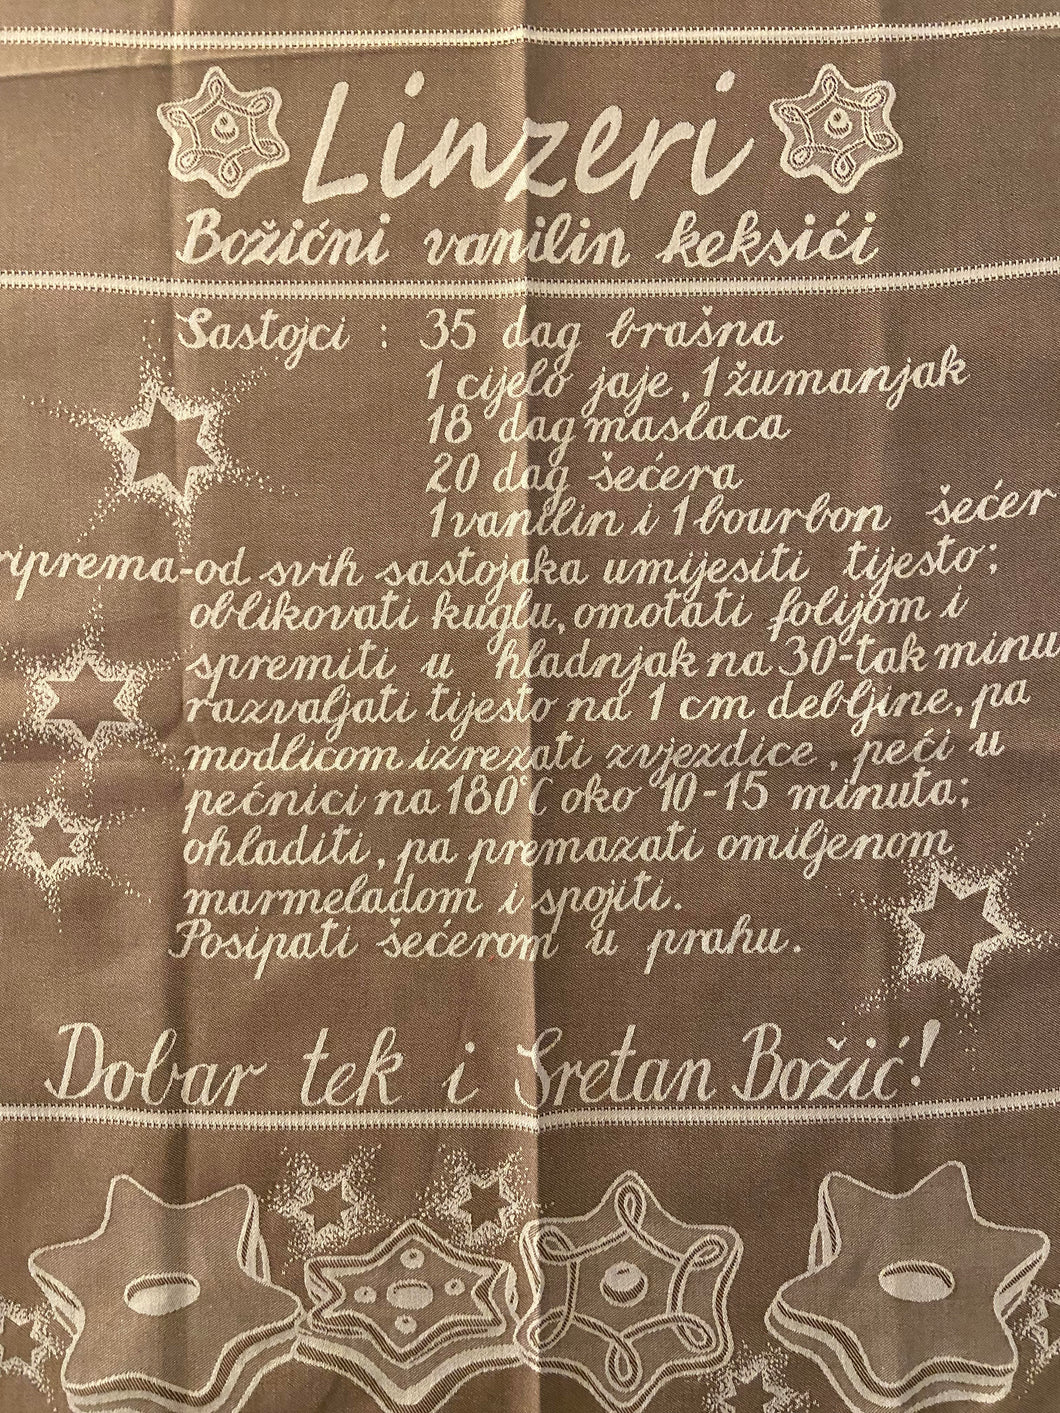 Linzeri
Božićni vanilin keksići
Sastojci : 35 dag brašna
1 cijelo jaje, 1 žumanjak
18 dag maslaca
20 dag šećera
1 vanilin i 1 bourbon šećer
riprema-od svih sastojaka umijesiti tijesto;
oblikovati kuglu, omotati folijom i
spremiti u hladnjak na 30-tak minu
razvaljati tijesto na 1 cm debljine, pa
modlicom izrezati zvjezdice, peći u
pećnici na 180°C oko 10-15 minuta;
ohladiti, pa premazati omiljenom
marmeladom i spojiti.
Posipati šećerom u prahu.
Dobar tek i Sretan Božić!